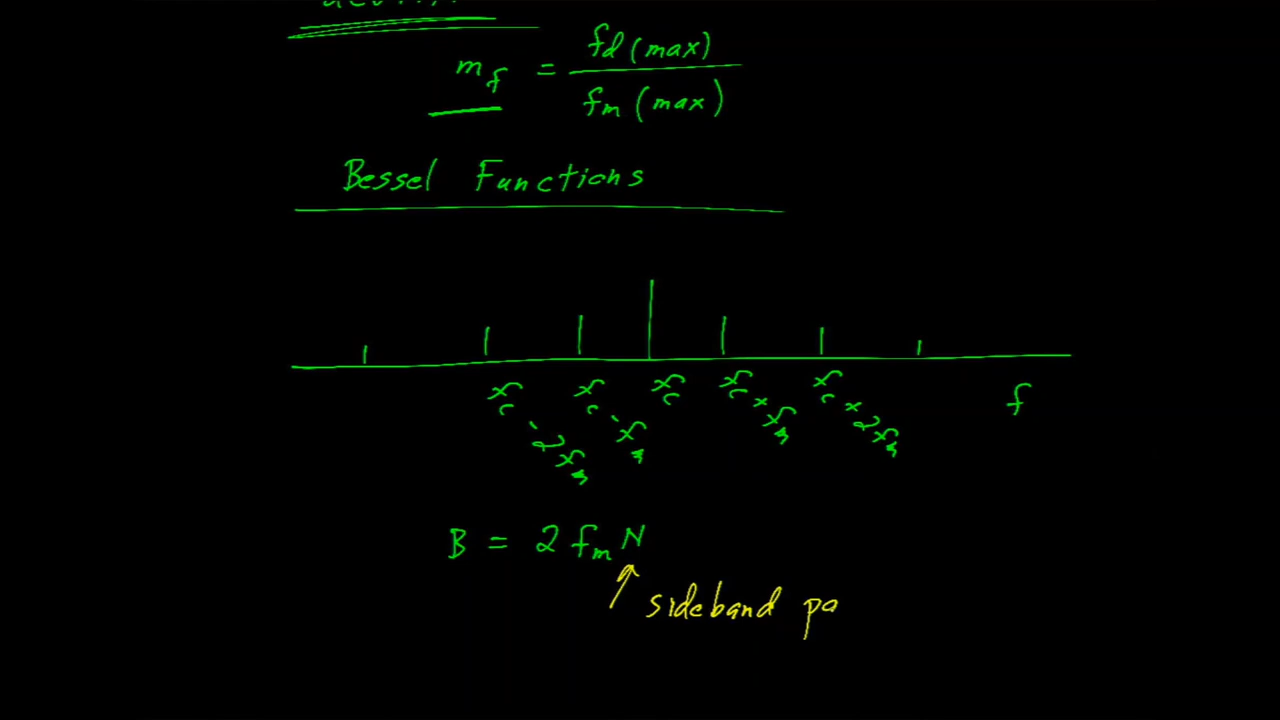 m_f = fd (max) / fm (max)
Bessel Functions
fc - 2fm fc - fm fc fc + fm fc + 2fm f
B = 2 fm N
sideband pa